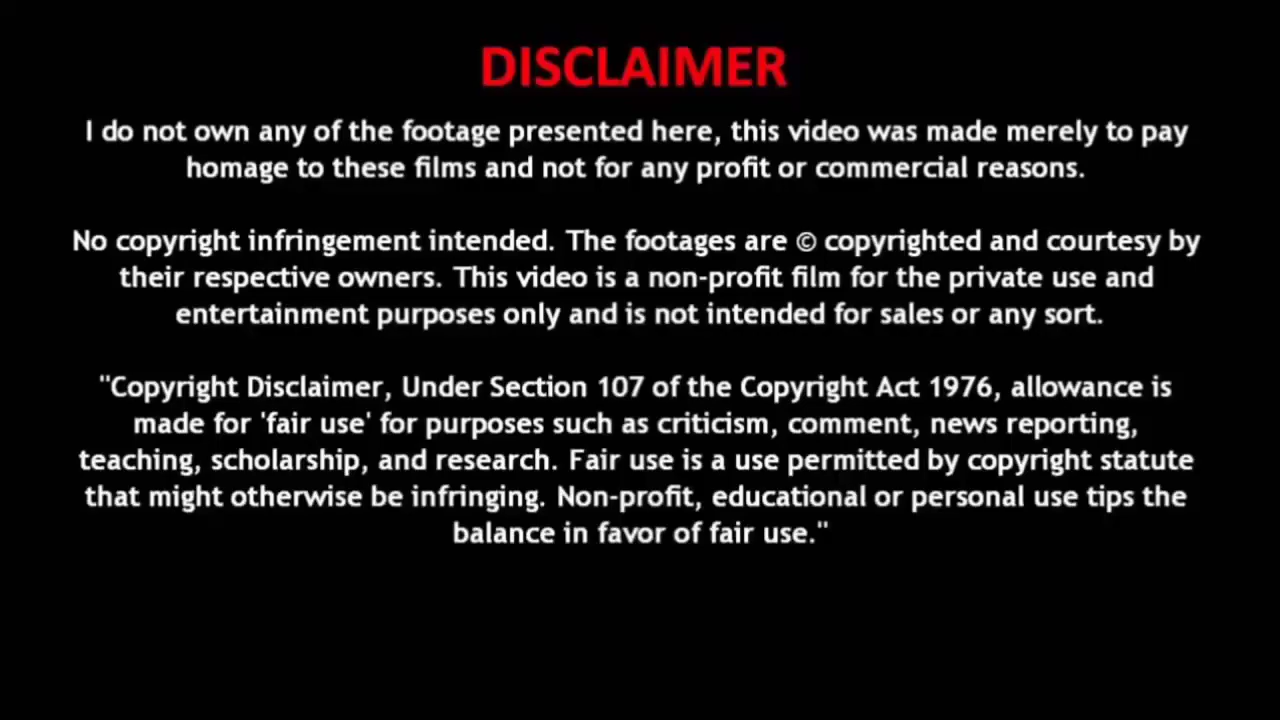 DISCLAIMER
I do not own any of the footage presented here, this video was made merely to pay
homage to these films and not for any profit or commercial reasons.
No copyright infringement intended. The footages are © copyrighted and courtesy by
their respective owners. This video is a non-profit film for the private use and
entertainment purposes only and is not intended for sales or any sort.
"Copyright Disclaimer, Under Section 107 of the Copyright Act 1976, allowance is
made for 'fair use' for purposes such as criticism, comment, news reporting,
teaching, scholarship, and research. Fair use is a use permitted by copyright statute
that might otherwise be infringing. Non-profit, educational or personal use tips the
balance in favor of fair use."